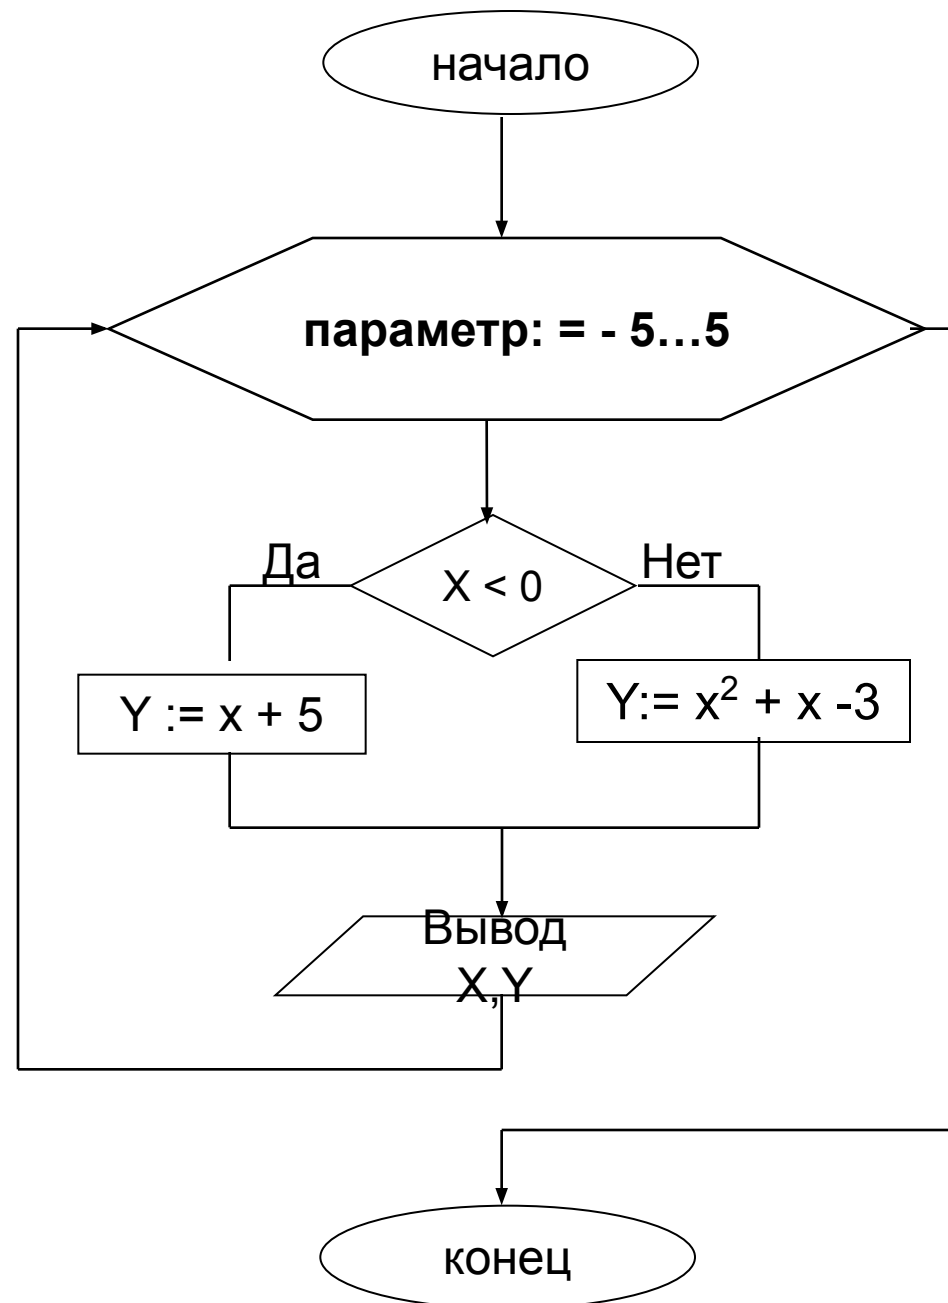 начало
параметр: = - 5…5
Да
Нет
X < 0
Y := x + 5
Y:= x² + x -3
Вывод
X,Y
конец